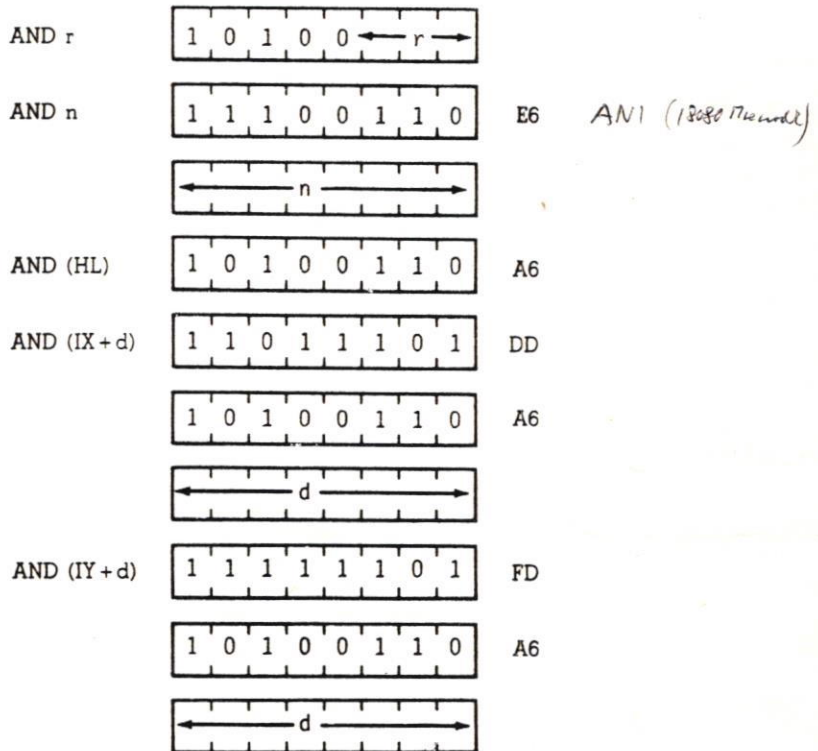 AND r 1 0 1 0 0 r
AND n 1 1 1 0 0 1 1 0 E6 ANI (18080
n
AND (HL) 1 0 1 0 0 1 1 0 A6
AND (IX + d) 1 1 0 1 1 1 0 1 DD
1 0 1 0 0 1 1 0 A6
d
AND (IY + d) 1 1 1 1 1 1 0 1 FD
1 0 1 0 0 1 1 0 A6
d